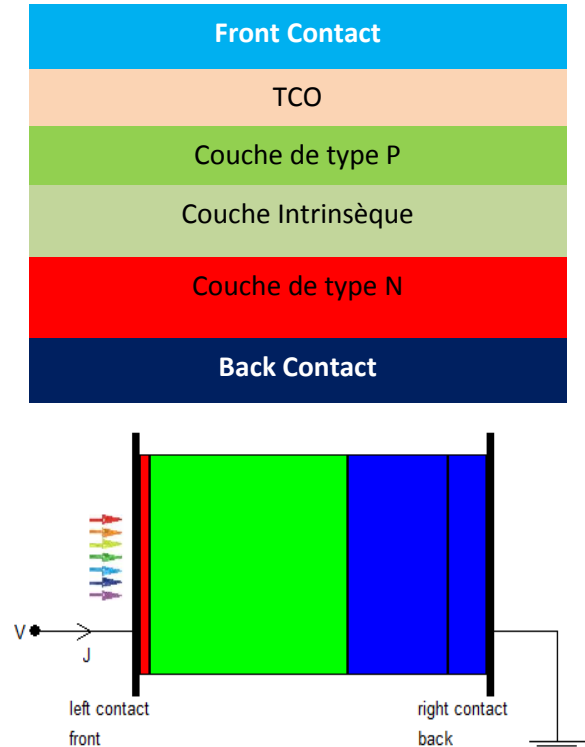 Front Contact
TCO
Couche de type P
Couche Intrinsèque
Couche de type N
Back Contact
V
J
left contact
front
right contact
back